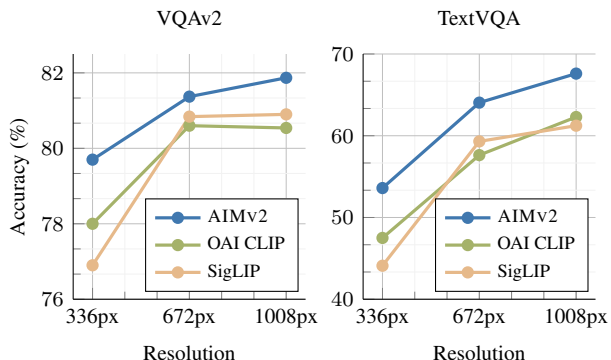 VQAv2
TextVQA
Accuracy (%)
82
80
78
76
AIMv2
OAI CLIP
SigLIP
336px 672px 1008px
Resolution
70
60
50
40
AIMv2
OAI CLIP
SigLIP
336px 672px 1008px
Resolution